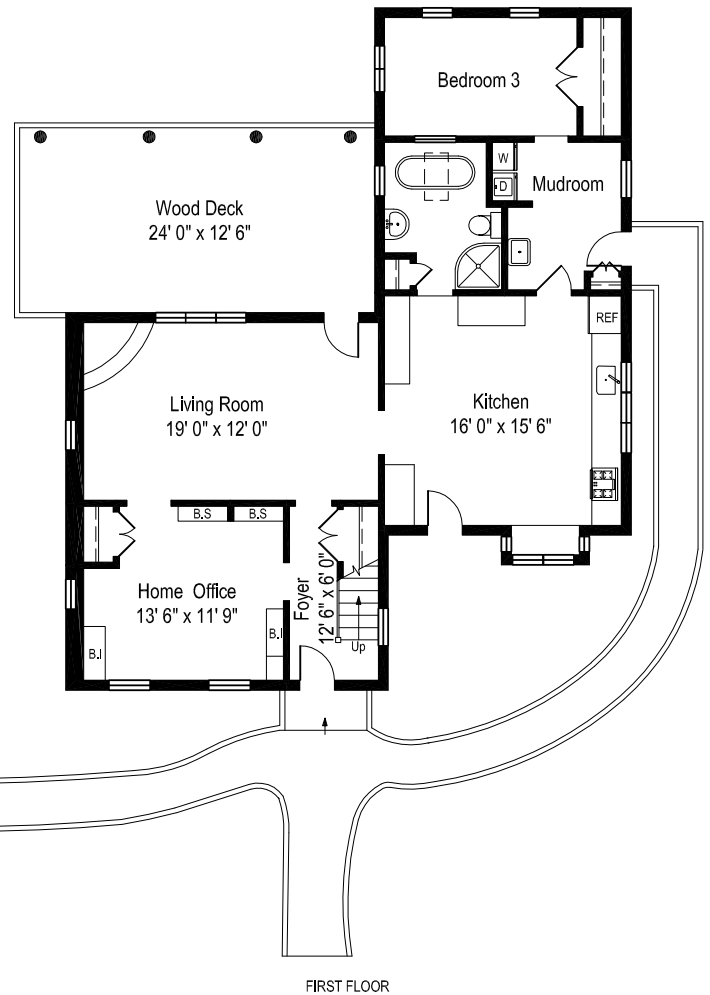 Bedroom 3
W
D
Mudroom
Wood Deck
24' 0" x 12' 6"
REF
Living Room
19' 0" x 12' 0"
Kitchen
16' 0" x 15' 6"
B.S
B.S
Home Office
13' 6" x 11' 9"
Foyer
12' 6" x 6' 0"
B.I
B.I
Up
FIRST FLOOR